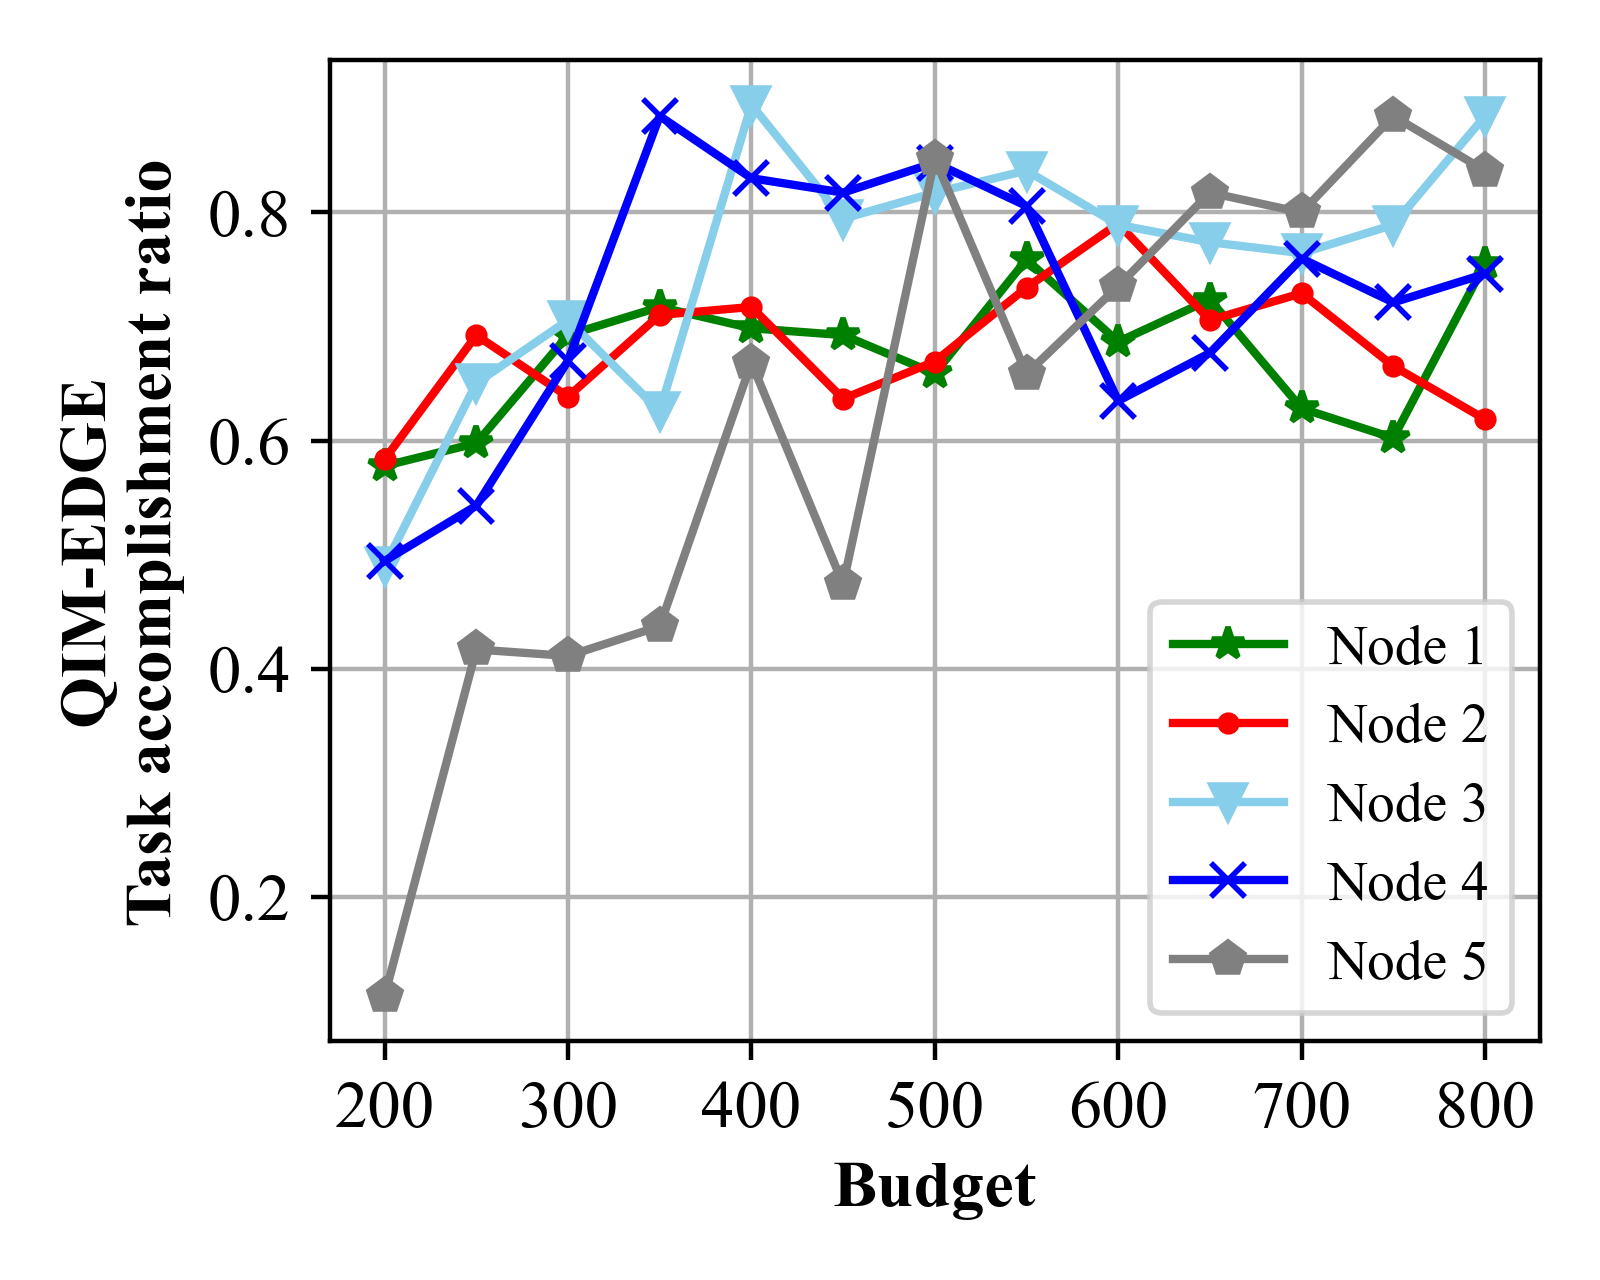 QIM-EDGE
Task accomplishment ratio
0.8
0.6
0.4
0.2
Node 1
Node 2
Node 3
Node 4
Node 5
200 300 400 500 600 700 800
Budget